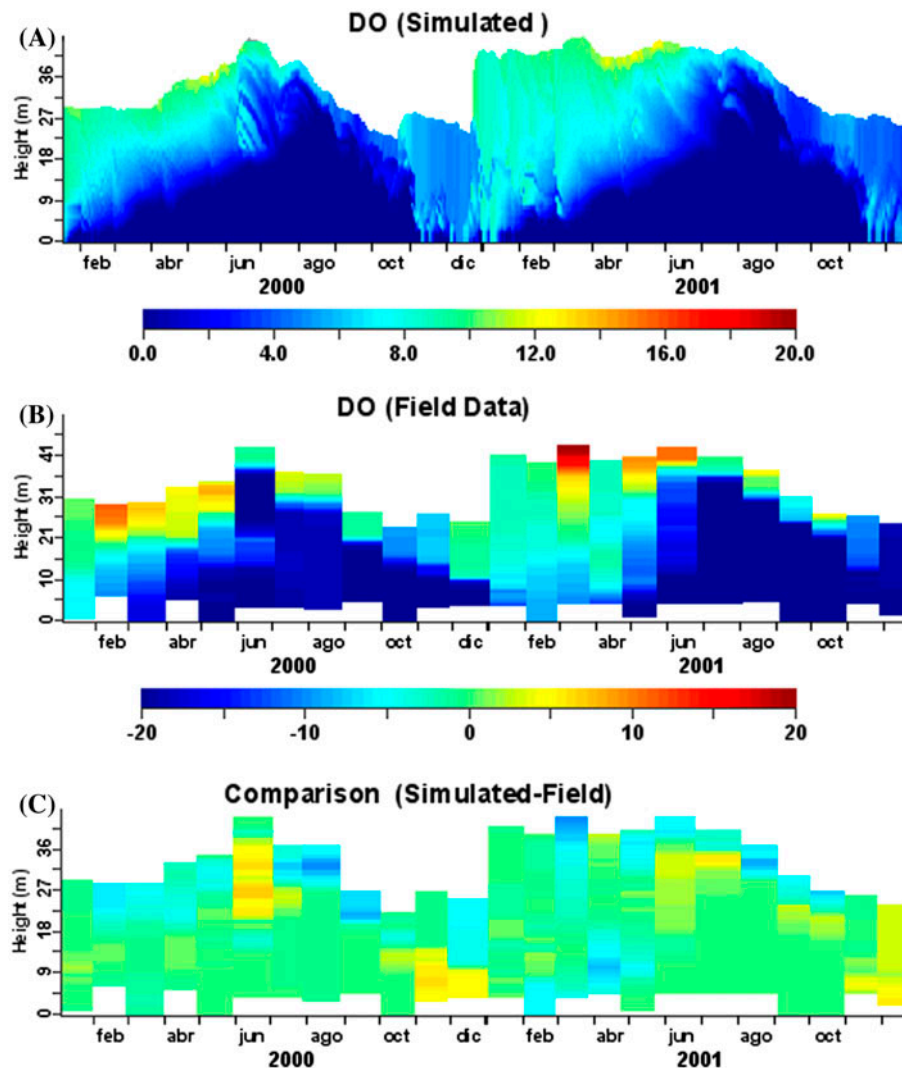 (A) DO (Simulated )
Height (m)
36
27
18
9
0
feb abr jun ago oct dic feb abr jun ago oct
2000 2001
0.0 4.0 8.0 12.0 16.0 20.0
(B) DO (Field Data)
Height (m)
41
31
21
10
0
feb abr jun ago oct dic feb abr jun ago oct
2000 2001
-20 -10 0 10 20
(C) Comparison (Simulated-Field)
Height (m)
36
27
18
9
0
feb abr jun ago oct dic feb abr jun ago oct
2000 2001